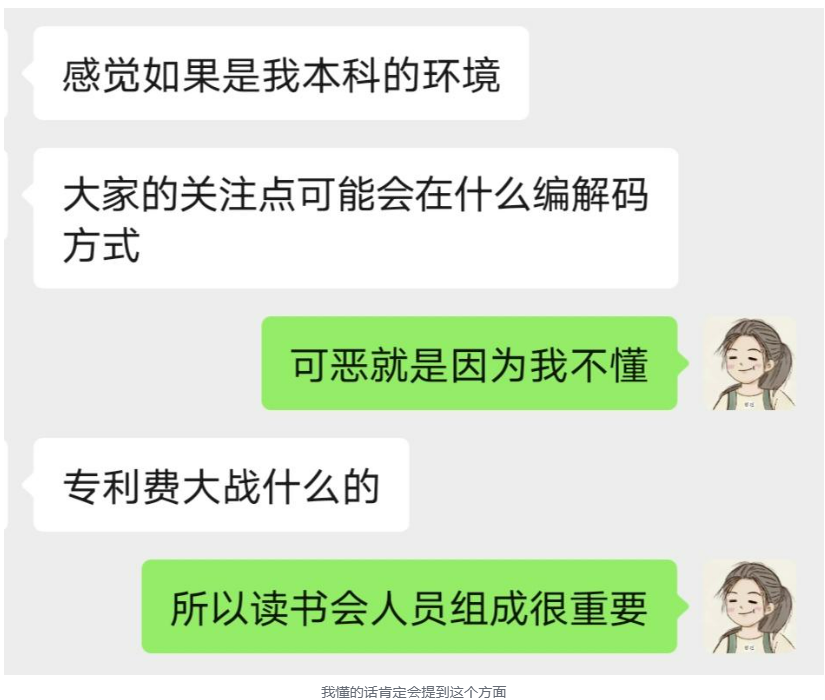 感觉如果是我本科的环境
大家的关注点可能会在什么编解码
方式
可恶就是因为我不懂
专利费大战什么的
所以读书会人员组成很重要
我懂的话肯定会提到这个方面